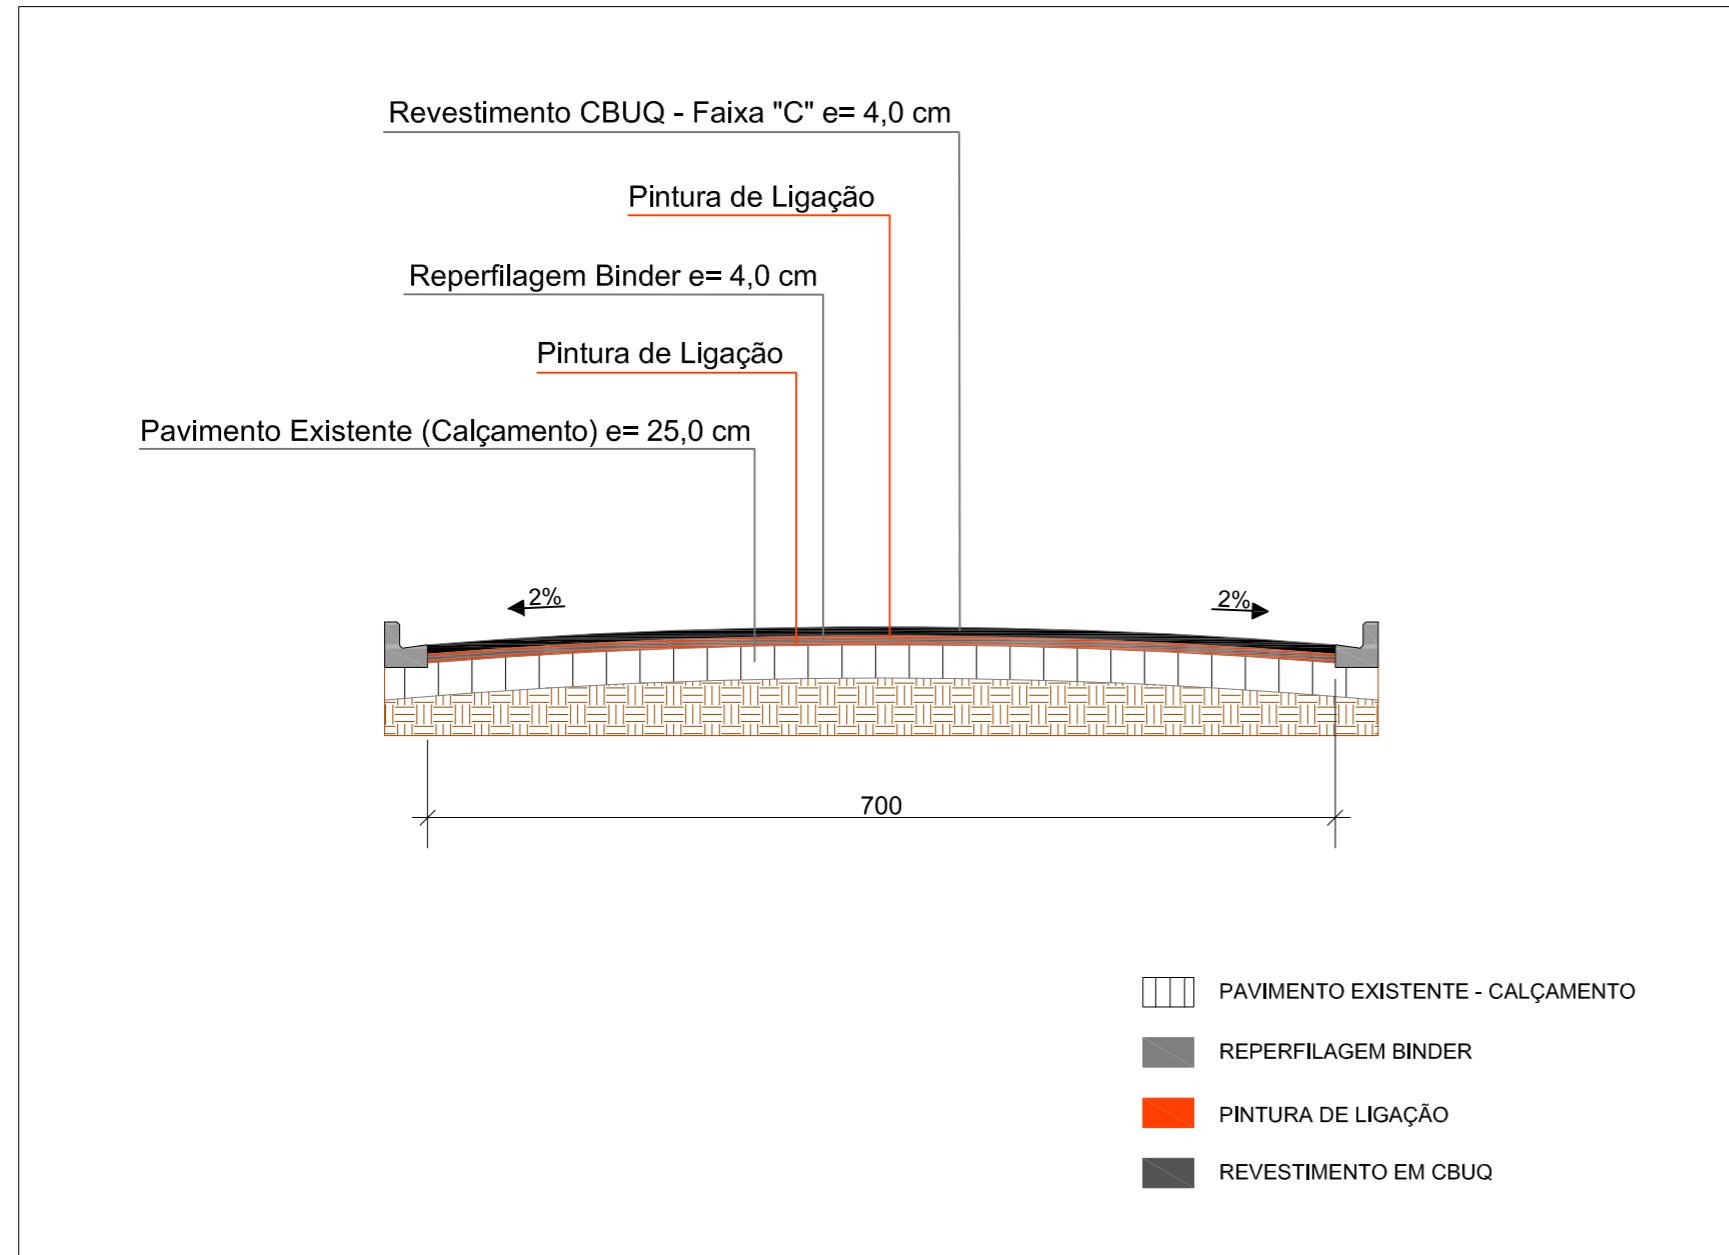 Revestimento CBUQ - Faixa "C" e= 4,0 cm
Pintura de Ligação
Reperfilagem Binder e= 4,0 cm
Pintura de Ligação
Pavimento Existente (Calçamento) e= 25,0 cm
2%
2%
700
PAVIMENTO EXISTENTE - CALÇAMENTO
REPERFILAGEM BINDER
PINTURA DE LIGAÇÃO
REVESTIMENTO EM CBUQ